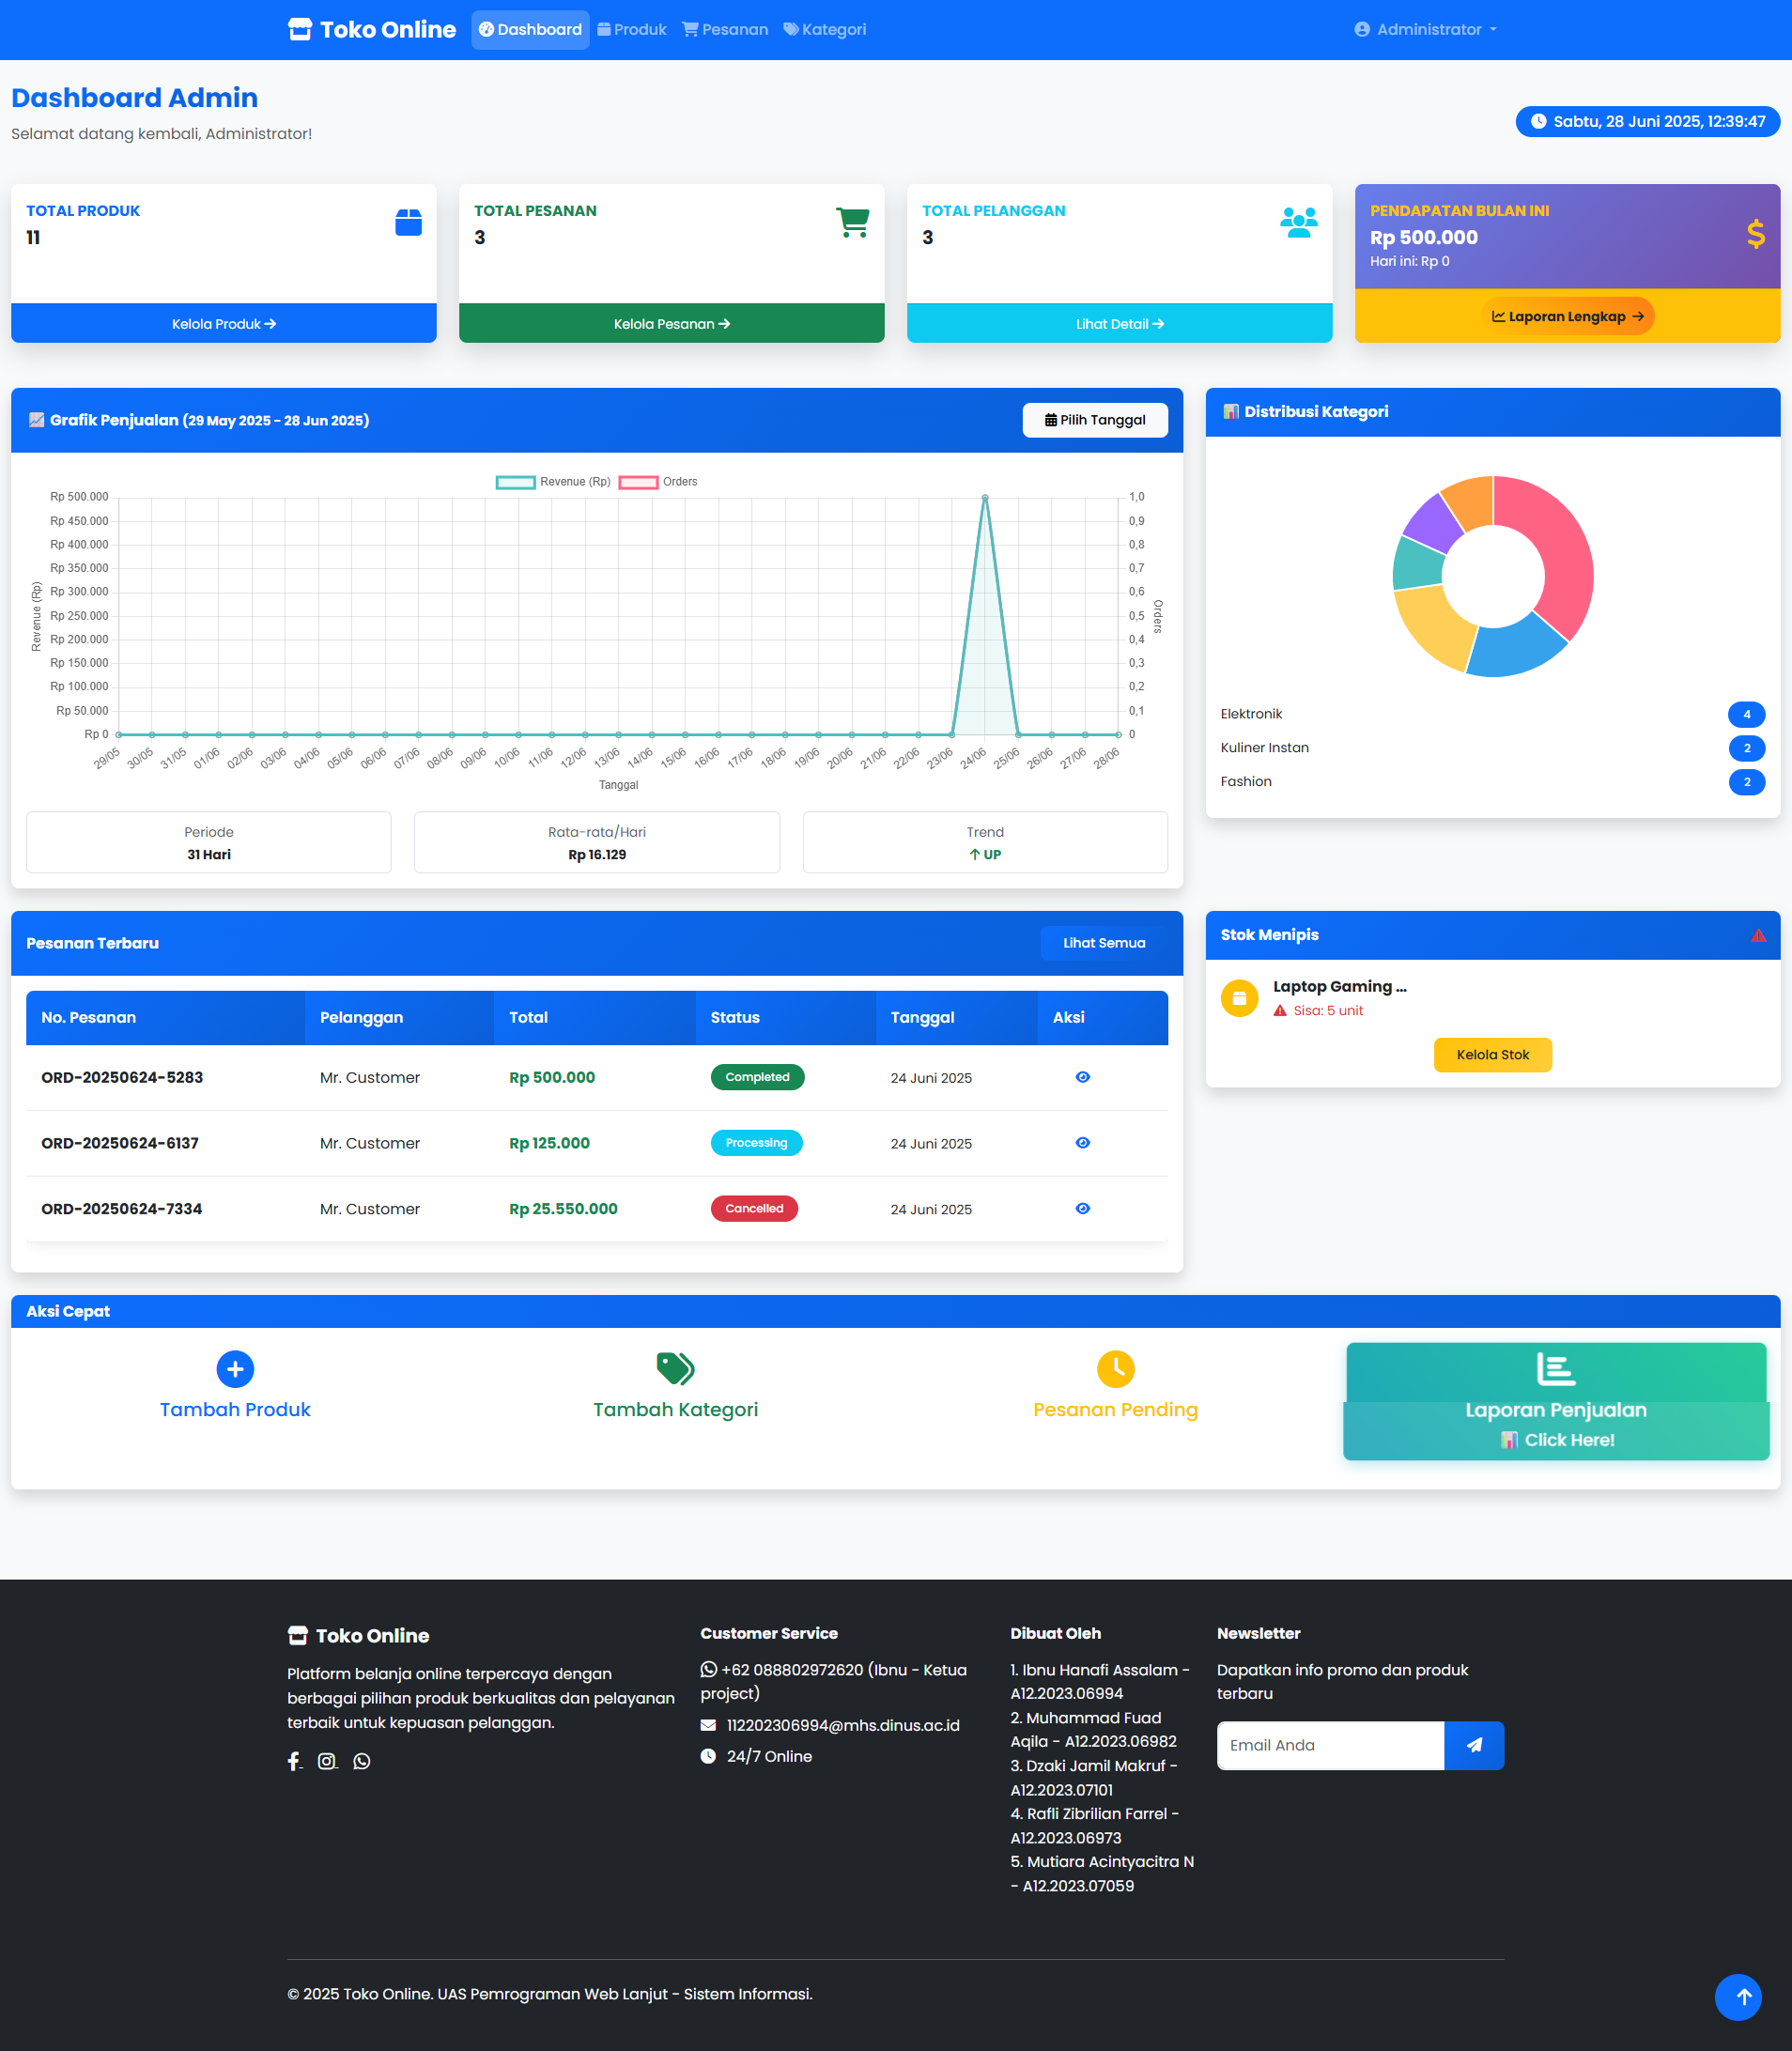 Toko Online
Dashboard
Produk
Pesanan
Kategori
Administrator
Dashboard Admin
Selamat datang kembali, Administrator!
Sabtu, 28 Juni 2025, 12:39:47
TOTAL PRODUK
11
Kelola Produk
TOTAL PESANAN
3
Kelola Pesanan
TOTAL PELANGGAN
3
Lihat Detail
PENDAPATAN BULAN INI
Rp 500.000
Hari ini: Rp 0
Laporan Lengkap
Grafik Penjualan (29 May 2025 - 28 Jun 2025)
Pilih Tanggal
Revenue (Rp)
Orders
Rp 500.000
Rp 450.000
Rp 400.000
Rp 350.000
Rp 300.000
Rp 250.000
Rp 200.000
Rp 150.000
Rp 100.000
Rp 50.000
Rp 0
Revenue (Rp)
1,0
0,9
0,8
0,7
0,6
0,5
0,4
0,3
0,2
0,1
0
Orders
29/05
30/05
31/05
01/06
02/06
03/06
04/06
05/06
06/06
07/06
08/06
09/06
10/06
11/06
12/06
13/06
14/06
15/06
16/06
17/06
18/06
19/06
20/06
21/06
22/06
23/06
24/06
25/06
26/06
27/06
28/06
Tanggal
Periode
31 Hari
Rata-rata/Hari
Rp 16.129
Trend
UP
Distribusi Kategori
Elektronik
4
Kuliner Instan
2
Fashion
2
Pesanan Terbaru
Lihat Semua
No. Pesanan
Pelanggan
Total
Status
Tanggal
Aksi
ORD-20250624-5283
Mr. Customer
Rp 500.000
Completed
24 Juni 2025
ORD-20250624-6137
Mr. Customer
Rp 125.000
Processing
24 Juni 2025
ORD-20250624-7334
Mr. Customer
Rp 25.550.000
Cancelled
24 Juni 2025
Stok Menipis
Laptop Gaming ...
Sisa: 5 unit
Kelola Stok
Aksi Cepat
Tambah Produk
Tambah Kategori
Pesanan Pending
Laporan Penjualan
Click Here!
Toko Online
Platform belanja online terpercaya dengan
berbagai pilihan produk berkualitas dan pelayanan
terbaik untuk kepuasan pelanggan.
Customer Service
+62 088802972620 (Ibnu - Ketua
project)
112202306994@mhs.dinus.ac.id
24/7 Online
Dibuat Oleh
1. Ibnu Hanafi Assalam -
A12.2023.06994
2. Muhammad Fuad
Aqila - A12.2023.06982
3. Dzaki Jamil Makruf -
A12.2023.07101
4. Rafli Zibrilian Farrel -
A12.2023.06973
5. Mutiara Acintyacitra N
- A12.2023.07059
Newsletter
Dapatkan info promo dan produk
terbaru
Email Anda
© 2025 Toko Online. UAS Pemrograman Web Lanjut - Sistem Informasi.